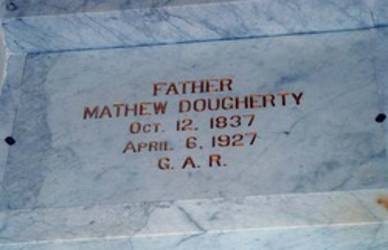 FATHER
MATHEW DOUGHERTY
OCT. 12, 1837
APRIL 6, 1927
G. A. R.